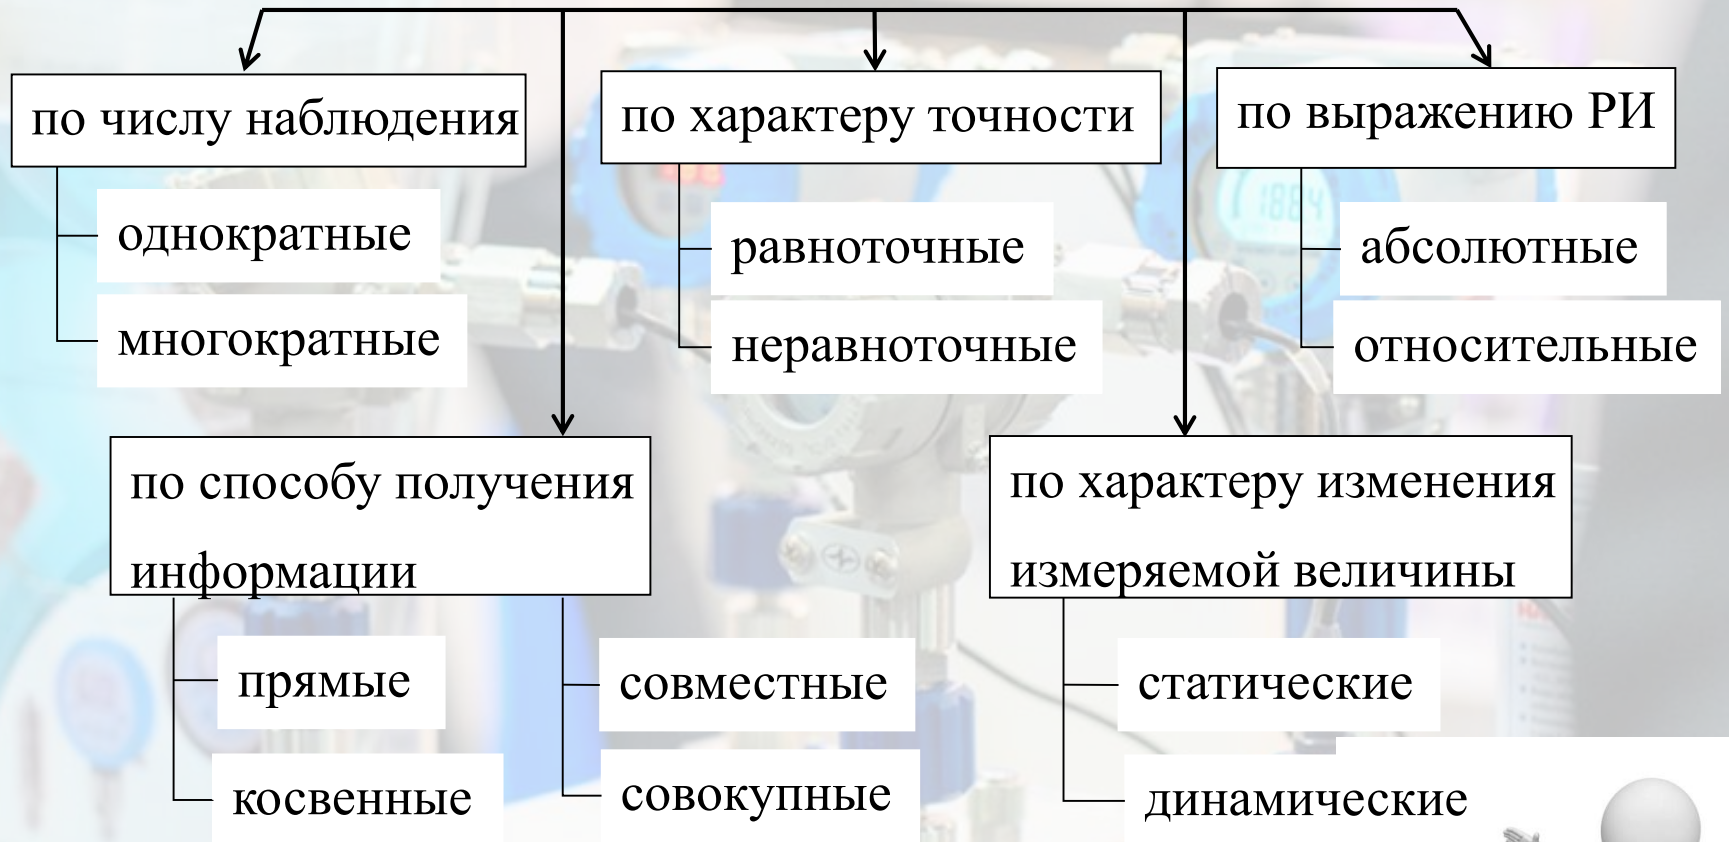 по числу наблюдения
однократные
многократные
по характеру точности
равноточные
неравноточные
по выражению РИ
1884
абсолютные
относительные
по способу получения
информации
прямые
косвенные
совместные
совокупные
по характеру изменения
измеряемой величины
статические
динамические